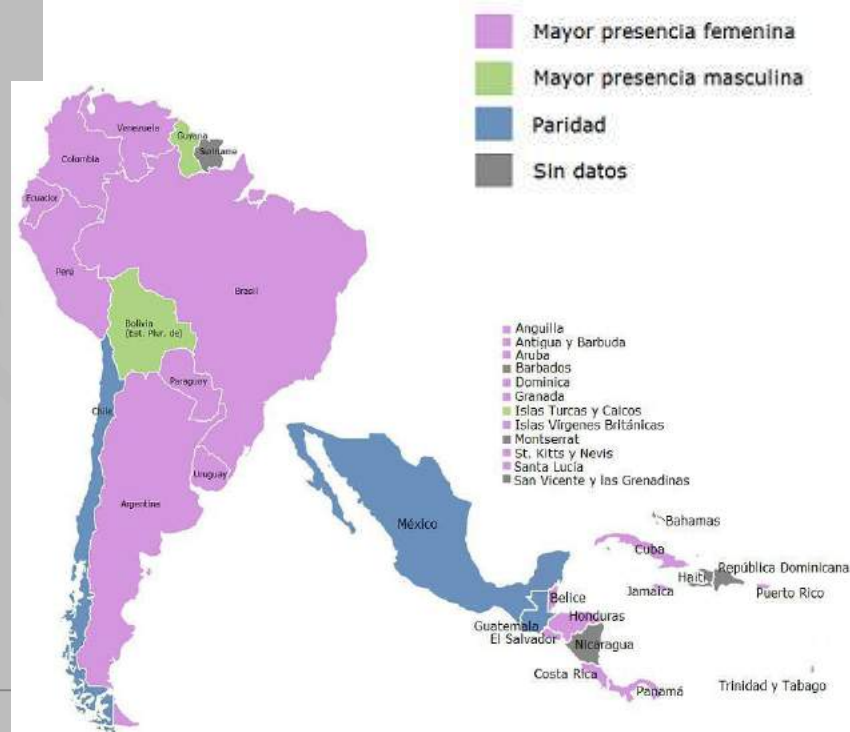 Mayor presencia femenina
Mayor presencia masculina
Paridad
Sin datos
Venezuela
Guyana
Suriname
Colombia
Ecuador
Perú
Brasil
Bolivia
(Est. Plur. de)
Paraguay
Chile
Uruguay
Argentina
Anguilla
Antigua y Barbuda
Aruba
Barbados
Dominica
Granada
Islas Turcas y Caicos
Islas Vírgenes Británicas
Montserrat
St. Kitts y Nevis
Santa Lucía
San Vicente y las Grenadinas
México
Bahamas
Cuba
República Dominicana
Haití
Jamaica
Puerto Rico
Belice
Honduras
Guatemala
El Salvador
Nicaragua
Costa Rica
Panamá
Trinidad y Tabago